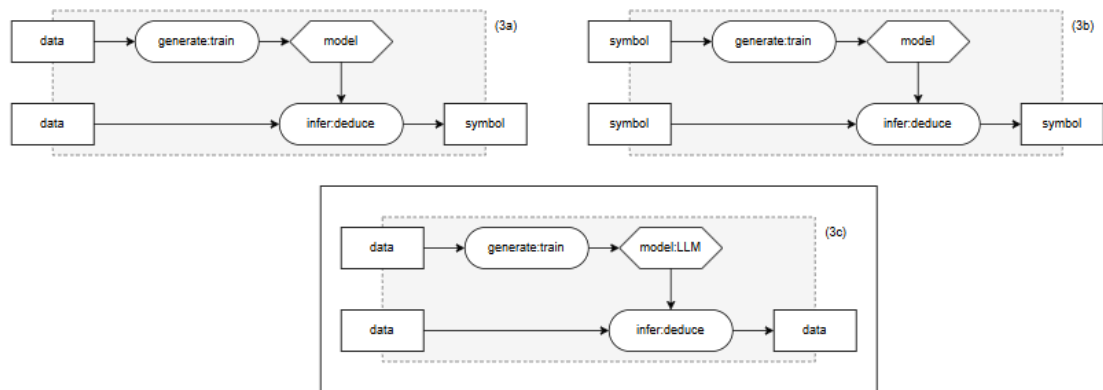 (3a)
data
generate:train
model
data
infer:deduce
symbol
(3b)
symbol
generate:train
model
symbol
infer:deduce
symbol
(3c)
data
generate:train
model:LLM
data
infer:deduce
data